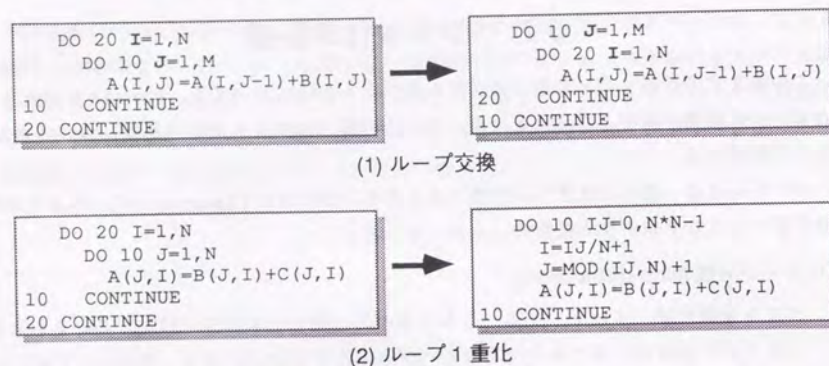 DO 20 I=1,N
DO 10 J=1,M
A(I,J)=A(I,J-1)+B(I,J)
10 CONTINUE
20 CONTINUE
DO 10 J=1,M
DO 20 I=1,N
A(I,J)=A(I,J-1)+B(I,J)
20 CONTINUE
10 CONTINUE
(1) ループ交換
DO 20 I=1,N
DO 10 J=1,N
A(J,I)=B(J,I)+C(J,I)
10 CONTINUE
20 CONTINUE
DO 10 IJ=0,N*N-1
I=IJ/N+1
J=MOD(IJ,N)+1
A(J,I)=B(J,I)+C(J,I)
10 CONTINUE
(2) ループ1重化